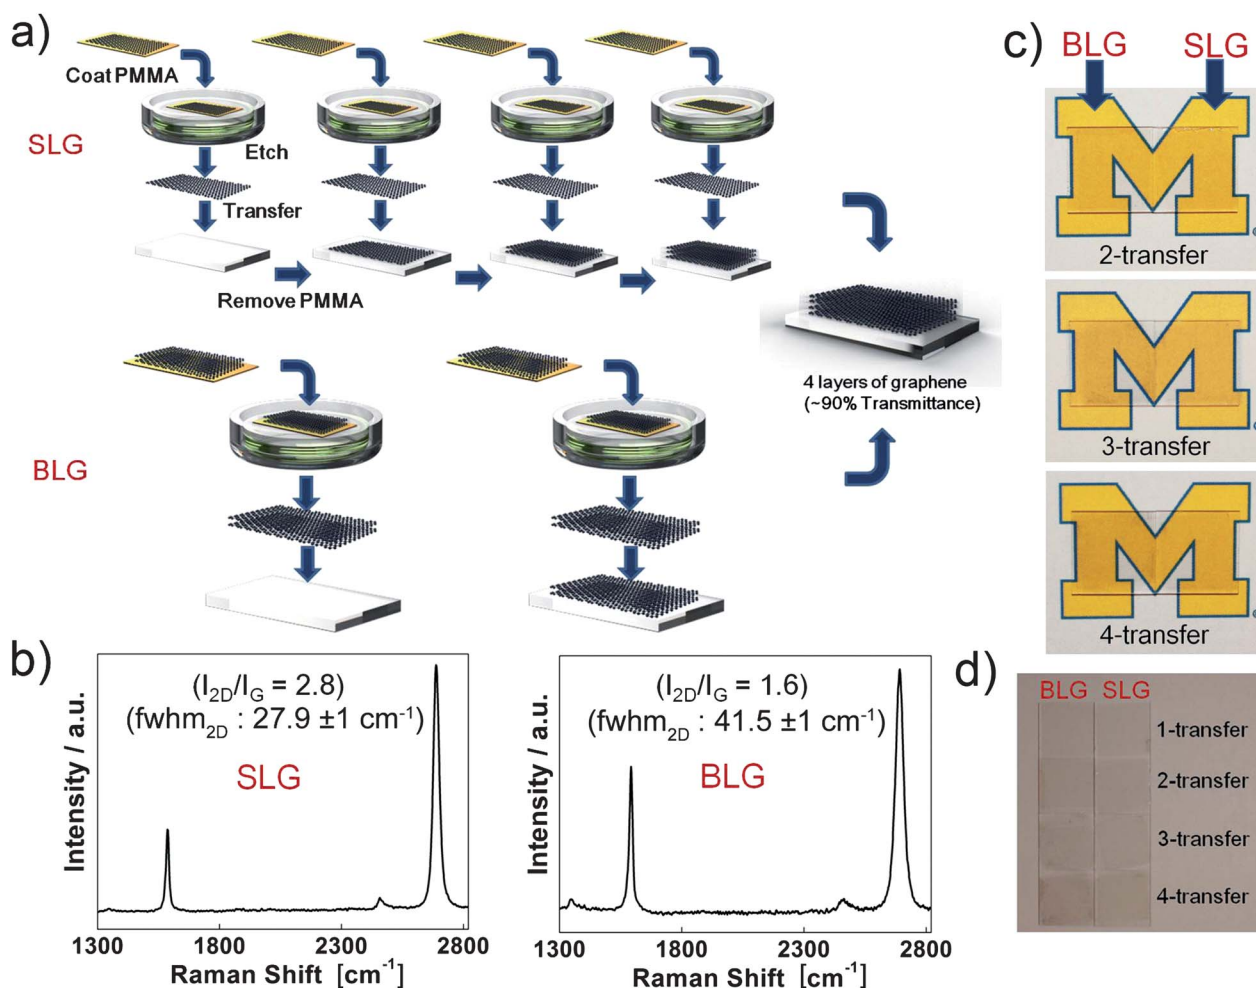 a)
Coat PMMA
SLG
Etch
Transfer
Remove PMMA
BLG
4 layers of graphene
(~90% Transmittance)
b)
Intensity / a.u.
(I2D/IG = 2.8)
(fwhm2D : 27.9 ±1 cm-1)
SLG
1300 1800 2300 2800
Raman Shift [cm-1]
Intensity / a.u.
(I2D/IG = 1.6)
(fwhm2D : 41.5 ±1 cm-1)
BLG
1300 1800 2300 2800
Raman Shift [cm-1]
c)
BLG SLG
M
2-transfer
M
3-transfer
M
4-transfer
d)
BLG SLG
1-transfer
2-transfer
3-transfer
4-transfer